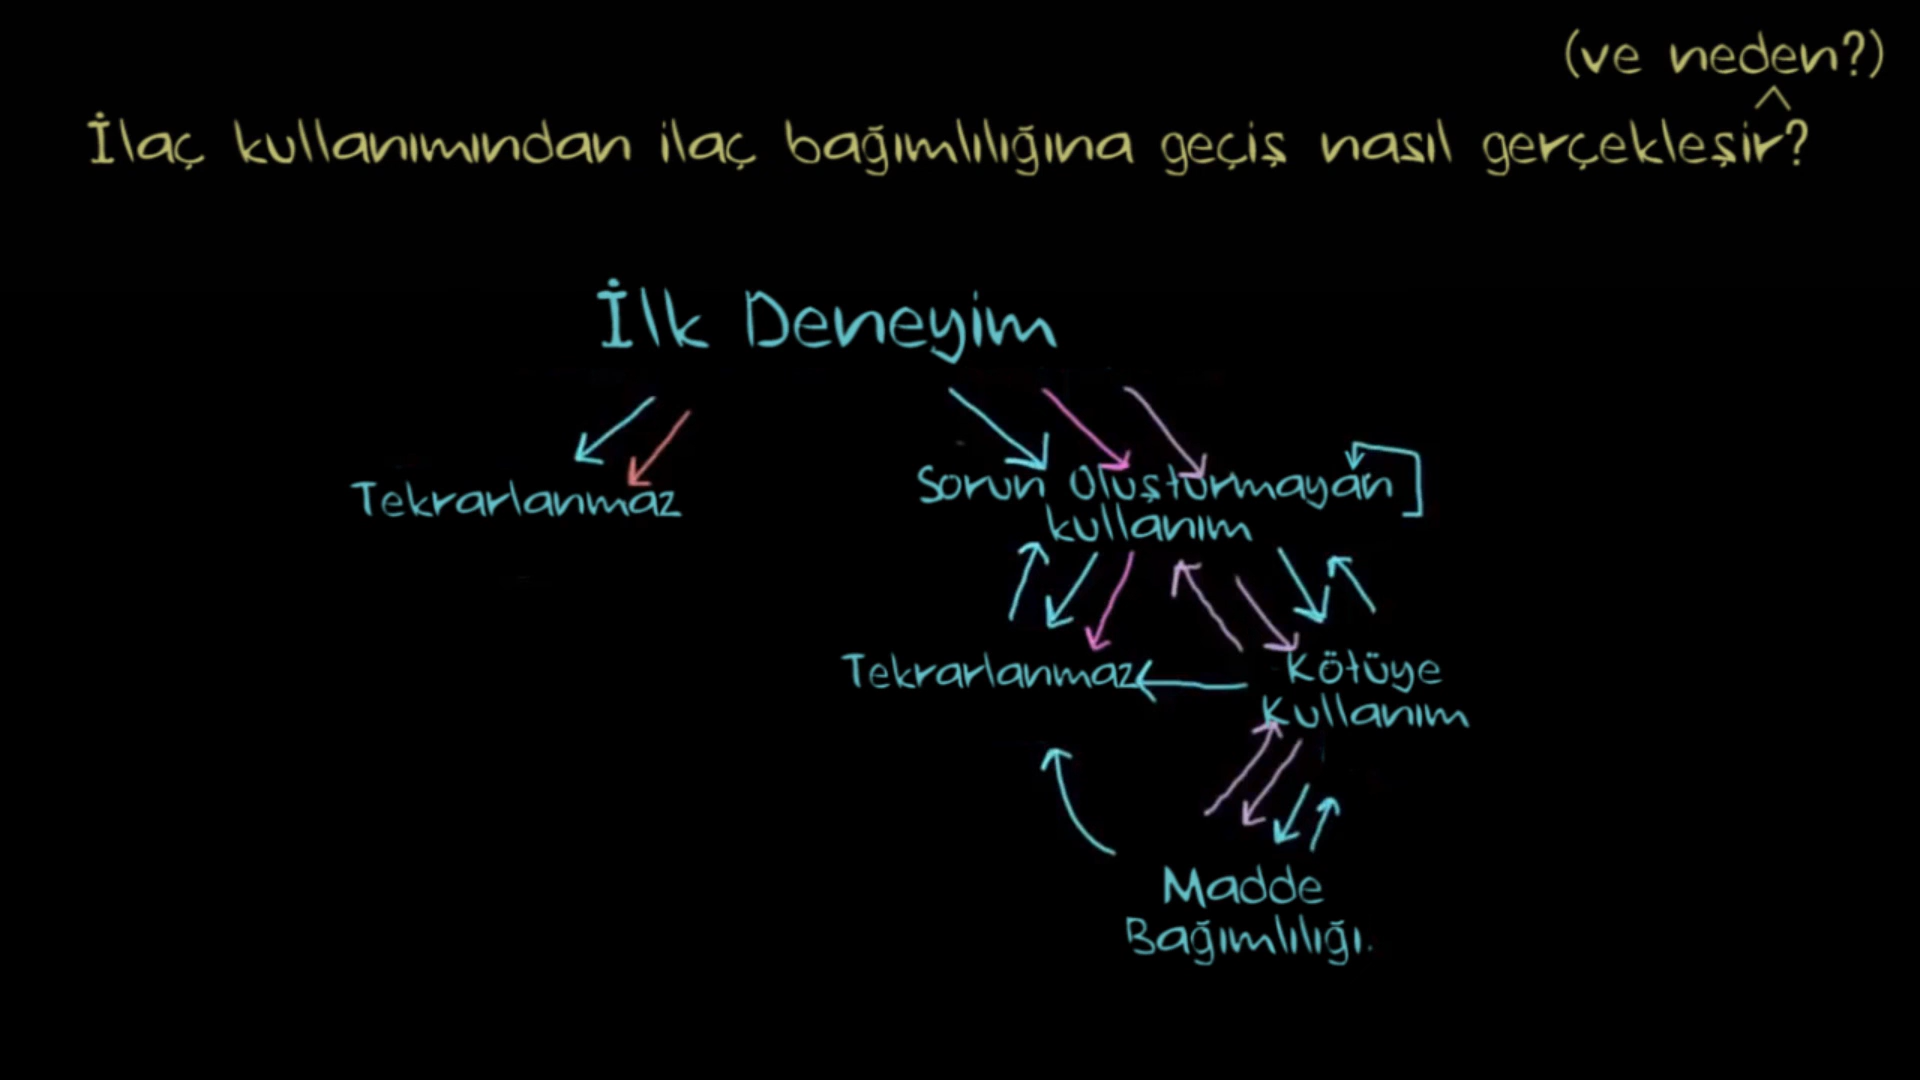 (ve neden?)
İlaç kullanımından ilaç bağımlılığına geçiş nasıl gerçekleşir?
İlk Deneyim
Tekrarlanmaz
Sorun Oluşturmayan
kullanım
Tekrarlanmaz
Kötüye
Kullanım
Madde
Bağımlılığı.